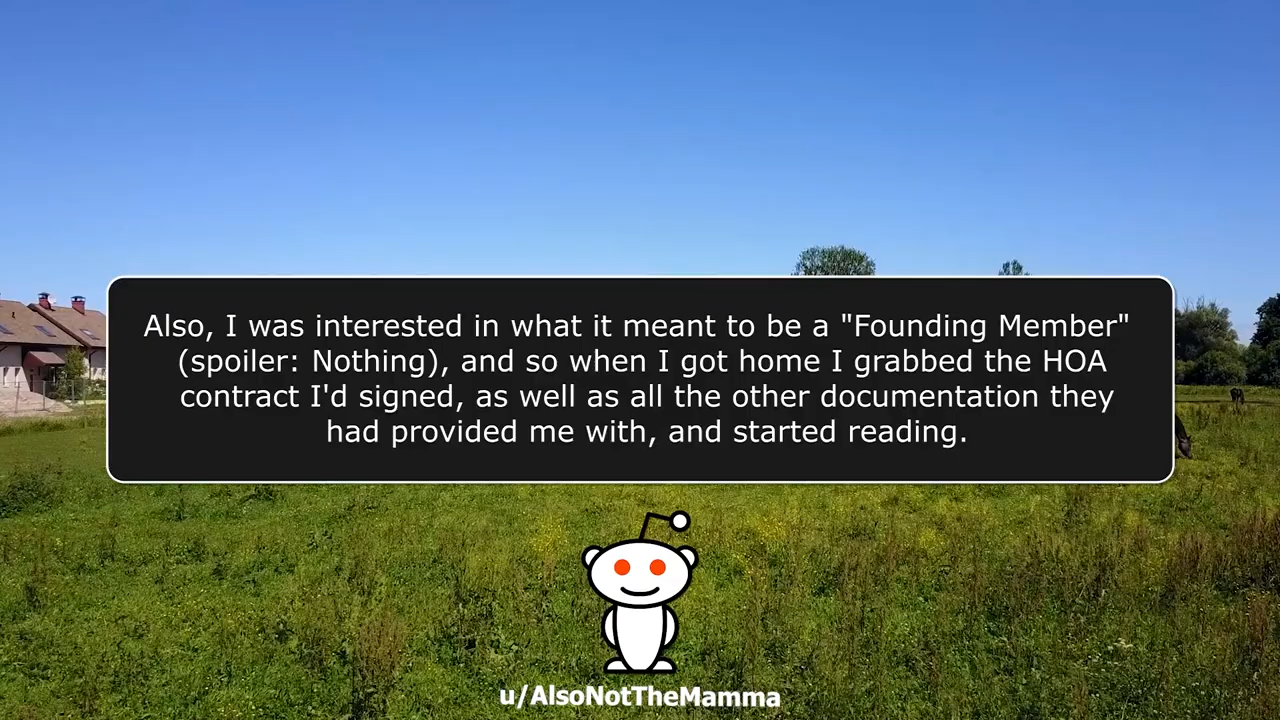 Also, I was interested in what it meant to be a "Founding Member"
(spoiler: Nothing), and so when I got home I grabbed the HOA
contract I'd signed, as well as all the other documentation they
had provided me with, and started reading.
u/AlsoNotTheMamma